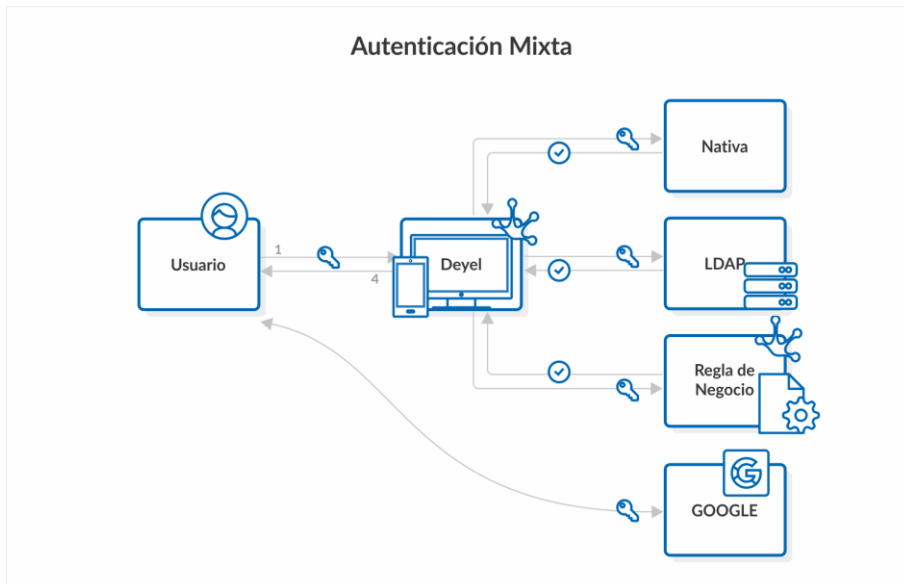 Autenticación Mixta
Nativa
Usuario
1
4
Deyel
LDAP
Regla de
Negocio
GOOGLE